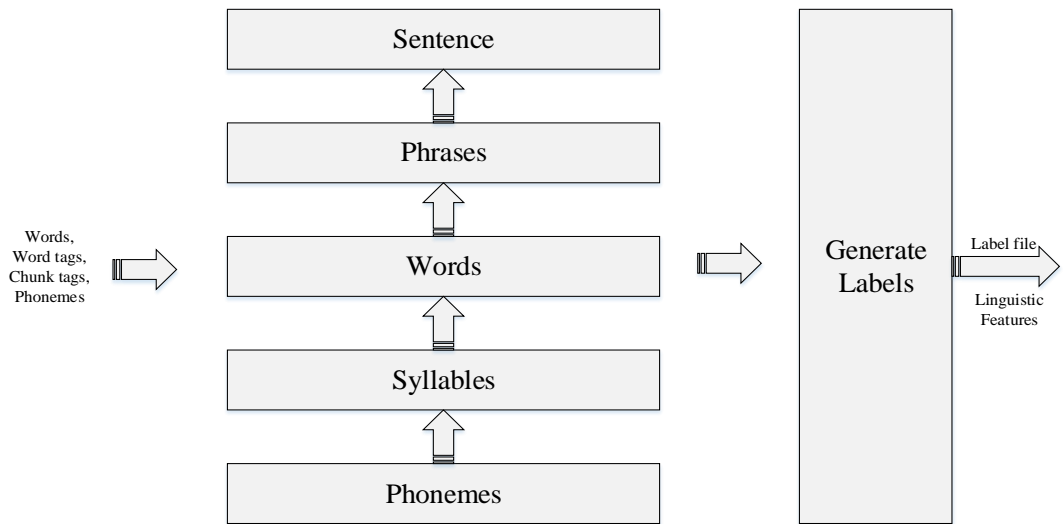 Sentence
Phrases
Words,
Word tags,
Chunk tags,
Phonemes
Words
Syllables
Phonemes
Generate
Labels
Label file
Linguistic
Features